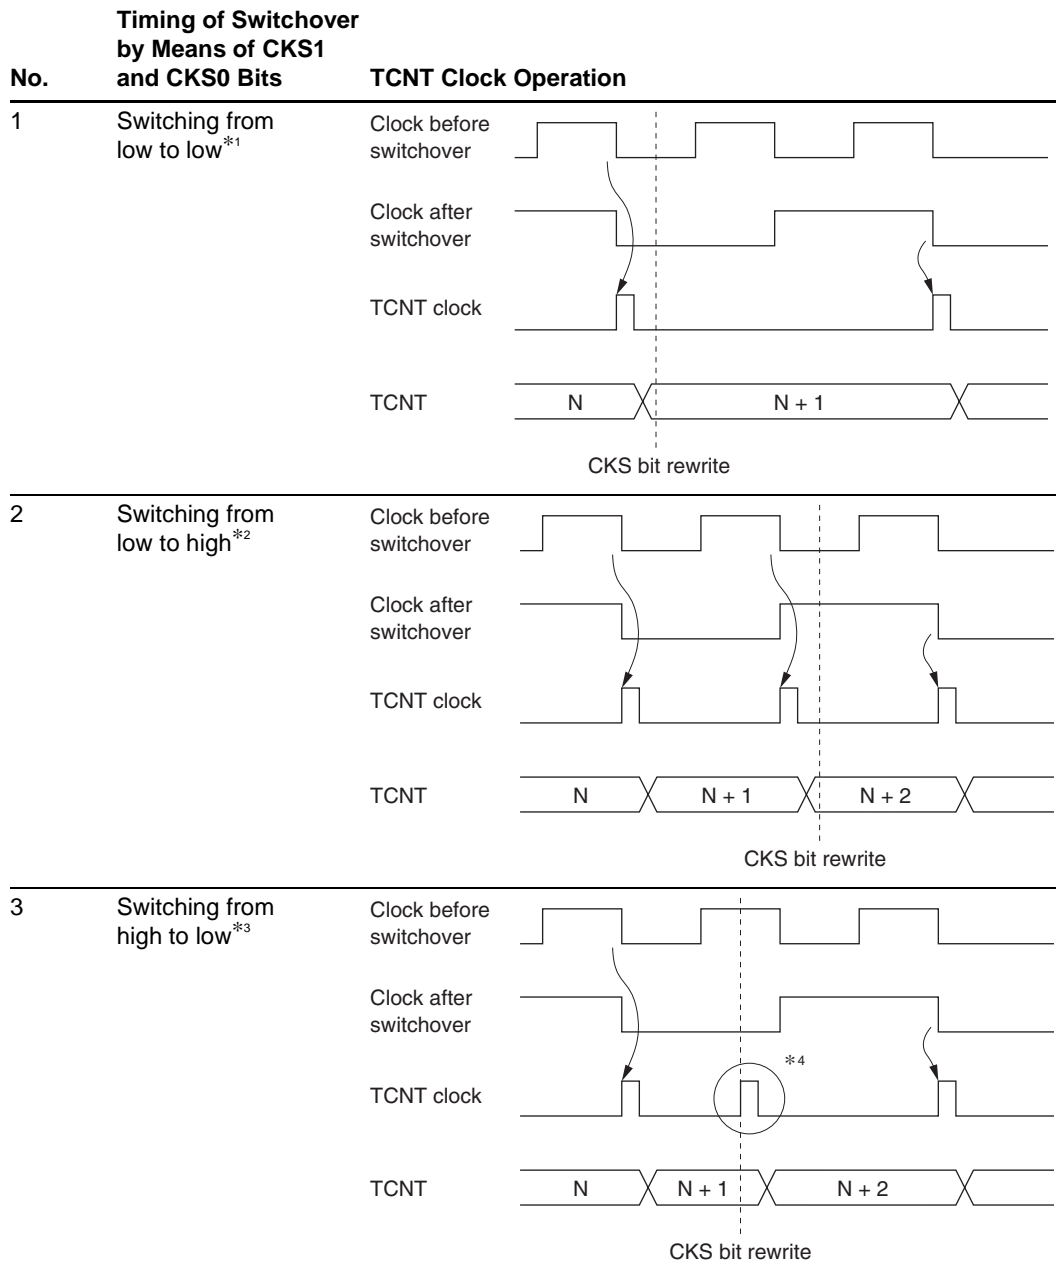 Timing of Switchover
by Means of CKS1
No. and CKS0 Bits TCNT Clock Operation
1 Switching from
low to low*1
Clock before
switchover
Clock after
switchover
TCNT clock
TCNT N N + 1
CKS bit rewrite
2 Switching from
low to high*2
Clock before
switchover
Clock after
switchover
TCNT clock
TCNT N N + 1 N + 2
CKS bit rewrite
3 Switching from
high to low*3
Clock before
switchover
Clock after
switchover
*4
TCNT clock
TCNT N N + 1 N + 2
CKS bit rewrite